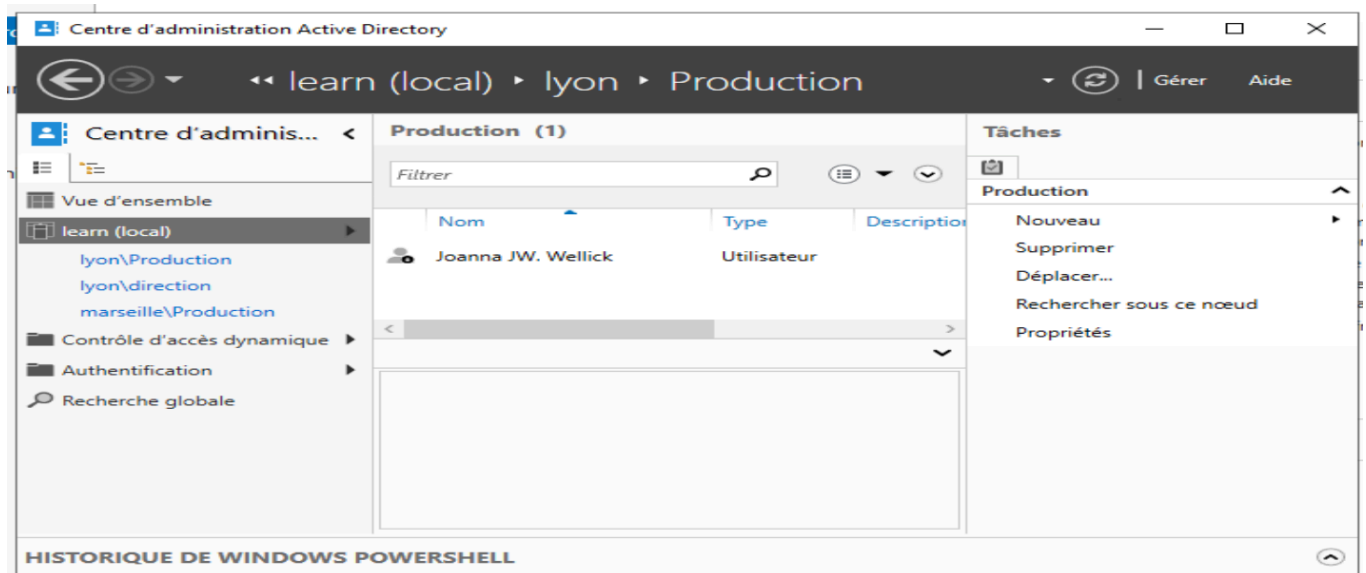 Centre d'administration Active Directory
learn (local) lyon Production
Gérer Aide
Centre d'adminis...
Vue d'ensemble
learn (local)
lyon\Production
lyon\direction
marseille\Production
Contrôle d'accès dynamique
Authentification
Recherche globale
Production (1)
Filtrer
Nom Type Description
Joanna JW. Wellick Utilisateur
Tâches
Production
Nouveau
Supprimer
Déplacer...
Rechercher sous ce nœud
Propriétés
HISTORIQUE DE WINDOWS POWERSHELL